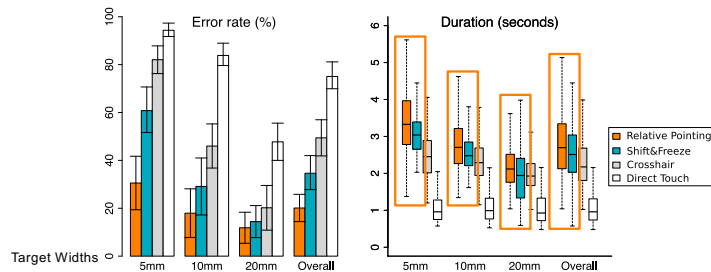 Error rate (%)
100
80
60
40
20
0
Target Widths
5mm
10mm
20mm
Overall
Duration (seconds)
6
5
4
3
2
1
0
5mm
10mm
20mm
Overall
Relative Pointing
Shift&Freeze
Crosshair
Direct Touch